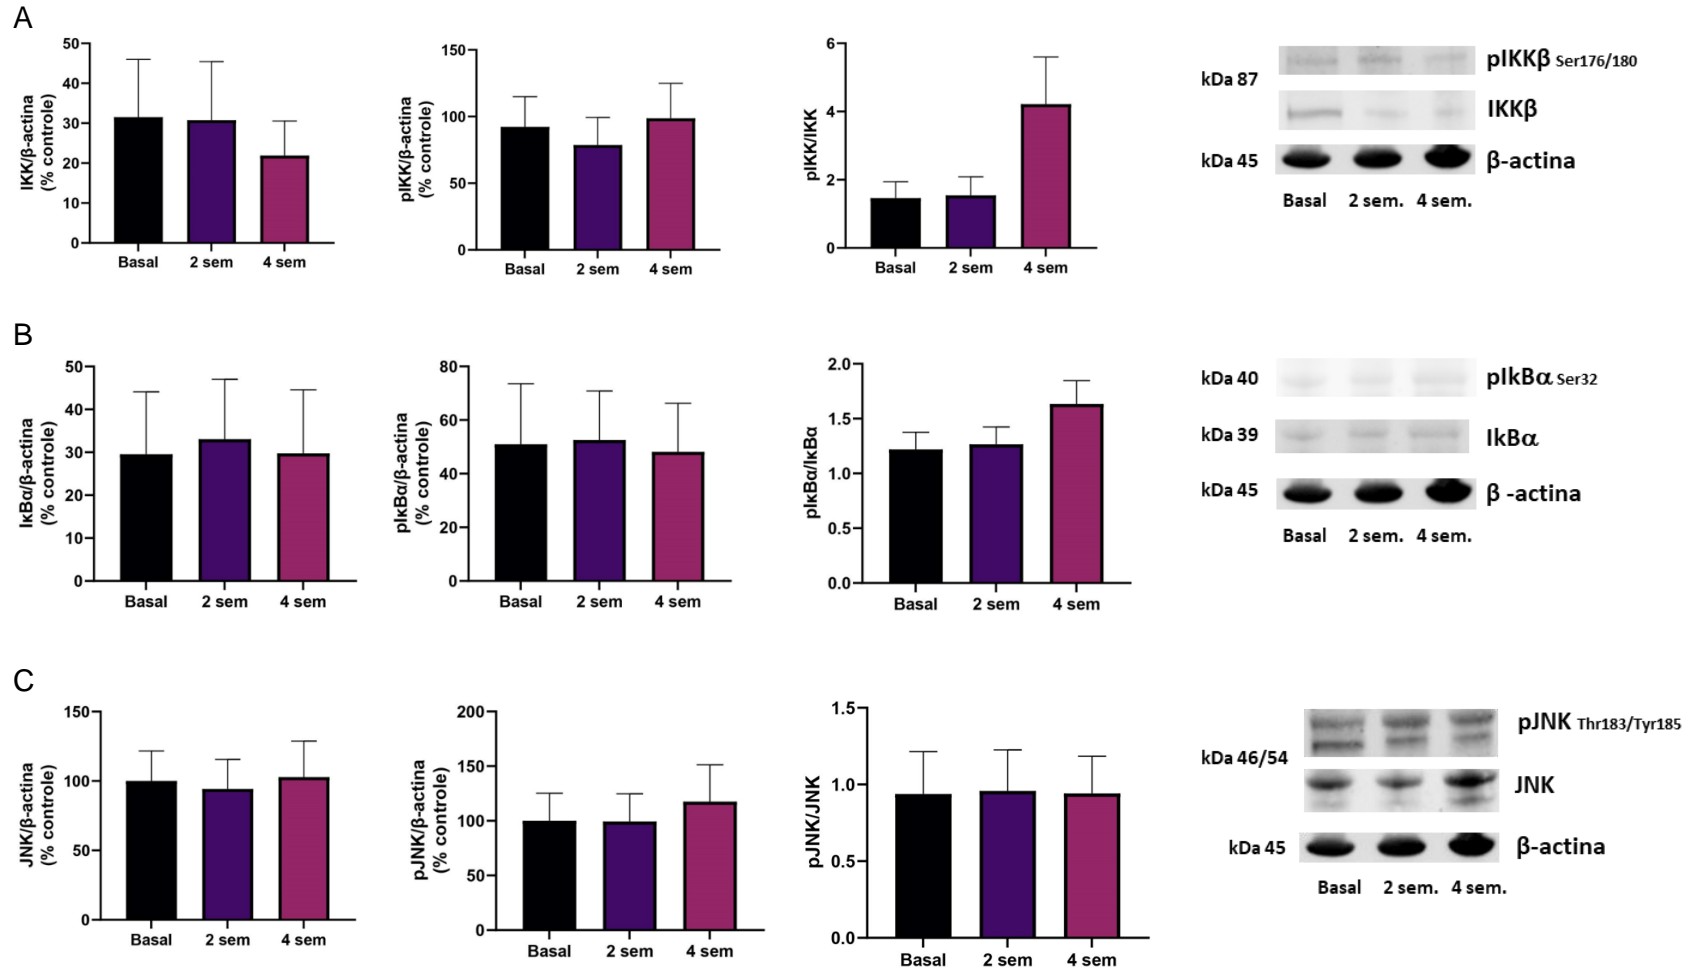 A
IKK/β-actina
(% controle)
50
40
30
20
10
0
Basal 2 sem 4 sem
pIKK/β-actina
(% controle)
150
100
50
0
Basal 2 sem 4 sem
pIKK/IKK
6
4
2
0
Basal 2 sem 4 sem
kDa 87
pIKKβ Ser176/180
IKKβ
kDa 45
β-actina
Basal 2 sem. 4 sem.
B
IκBα/β-actina
(% controle)
50
40
30
20
10
0
Basal 2 sem 4 sem
pIκBα/β-actina
(% controle)
80
60
40
20
0
Basal 2 sem 4 sem
pIκBα/IκBα
2.0
1.5
1.0
0.5
0.0
Basal 2 sem 4 sem
kDa 40
pIkBα Ser32
kDa 39
IkBα
kDa 45
β -actina
Basal 2 sem. 4 sem.
C
JNK/β-actina
(% controle)
150
100
50
0
Basal 2 sem 4 sem
pJNK/β-actina
(% controle)
200
150
100
50
0
Basal 2 sem 4 sem
pJNK/JNK
1.5
1.0
0.5
0.0
Basal 2 sem 4 sem
pJNK Thr183/Tyr185
kDa 46/54
JNK
kDa 45
β-actina
Basal 2 sem. 4 sem.